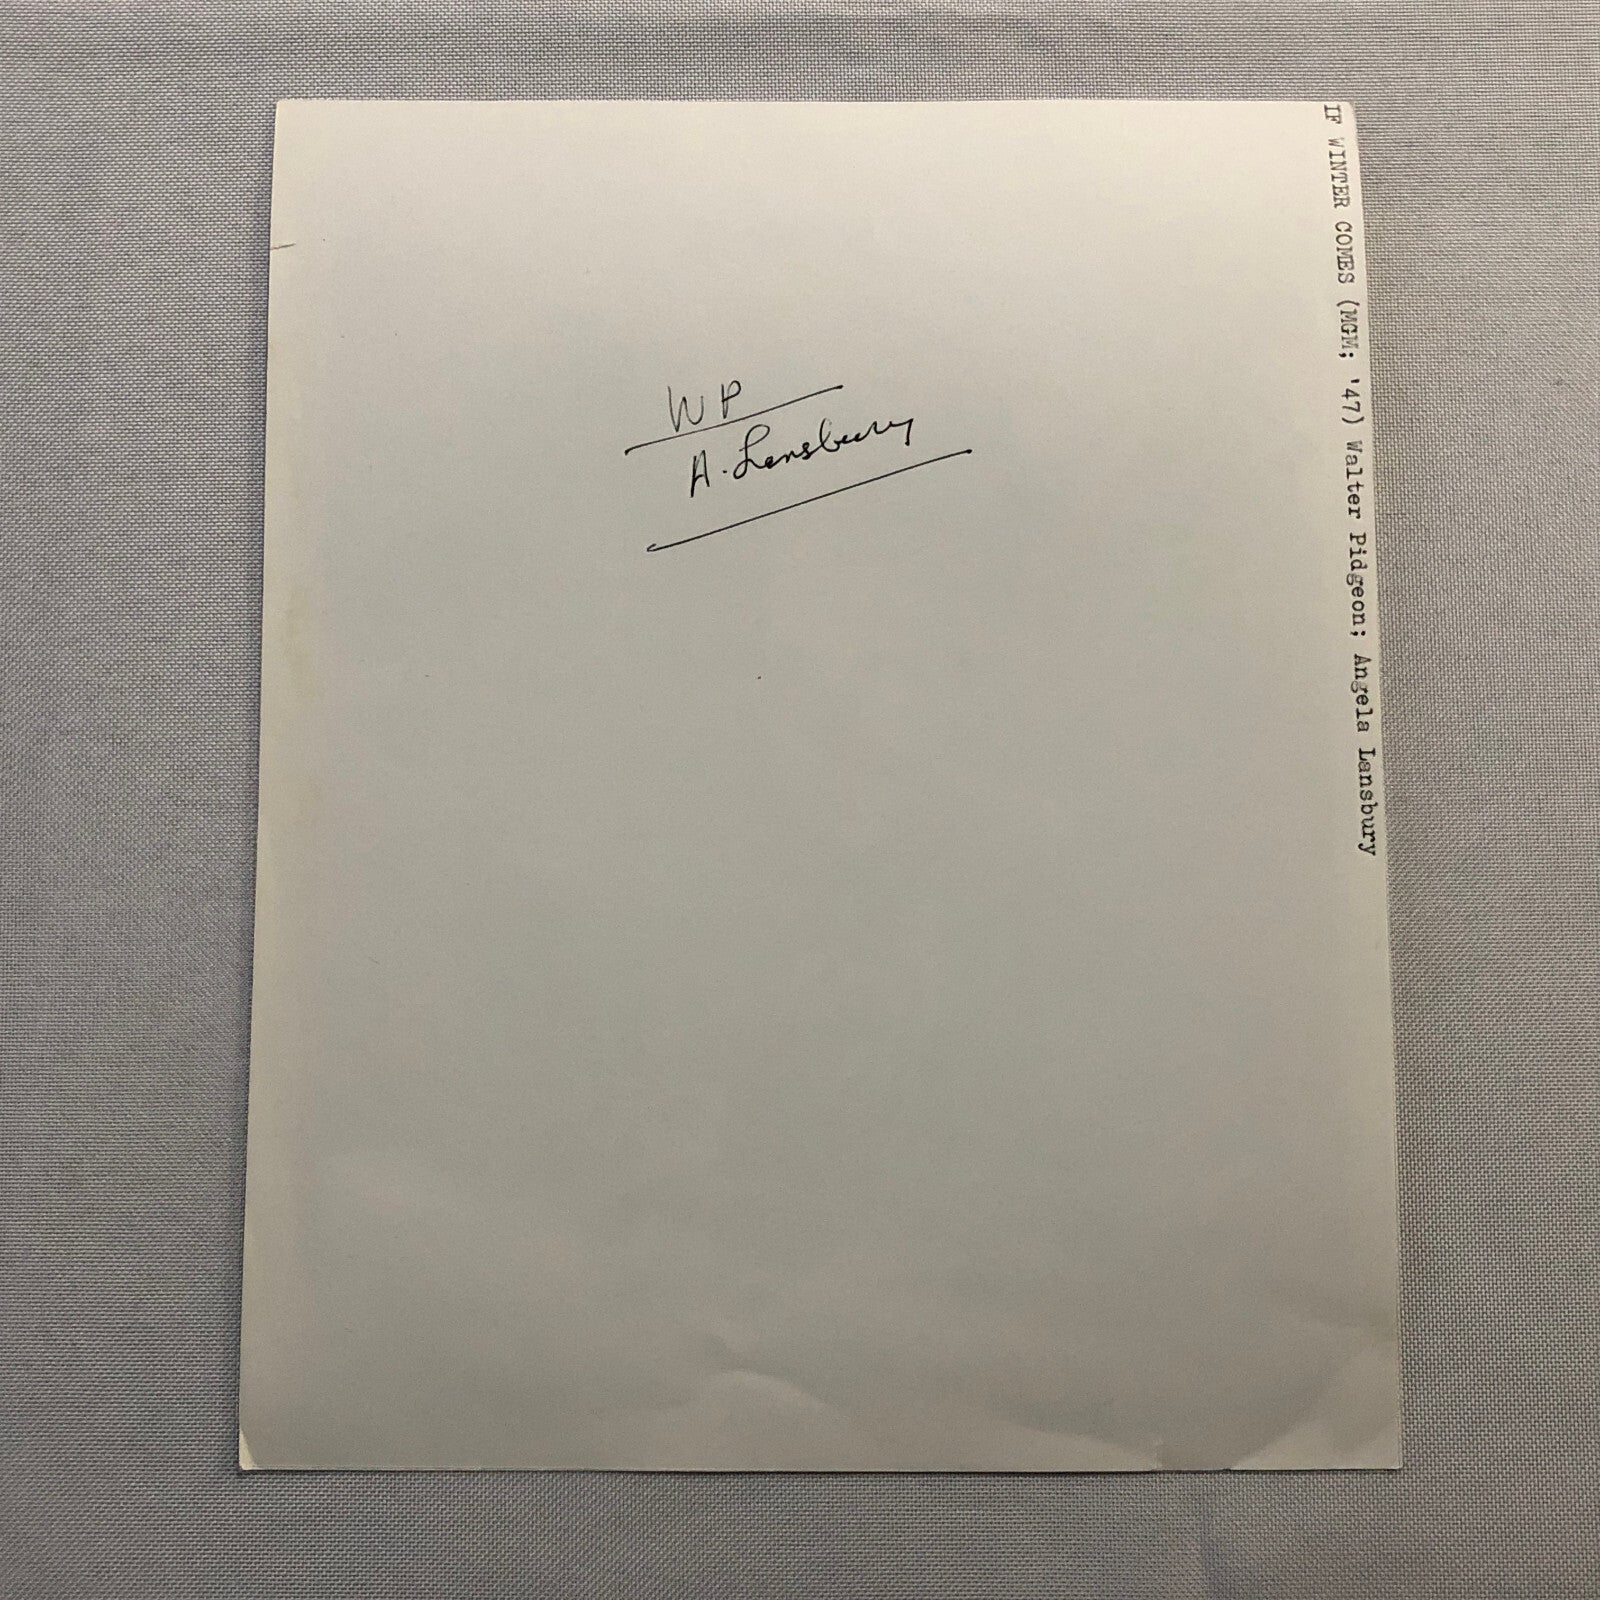 WP
A. Lansbury
IF WINTER COMES (MGM; '47) Walter Pidgeon; Angela Lansbury